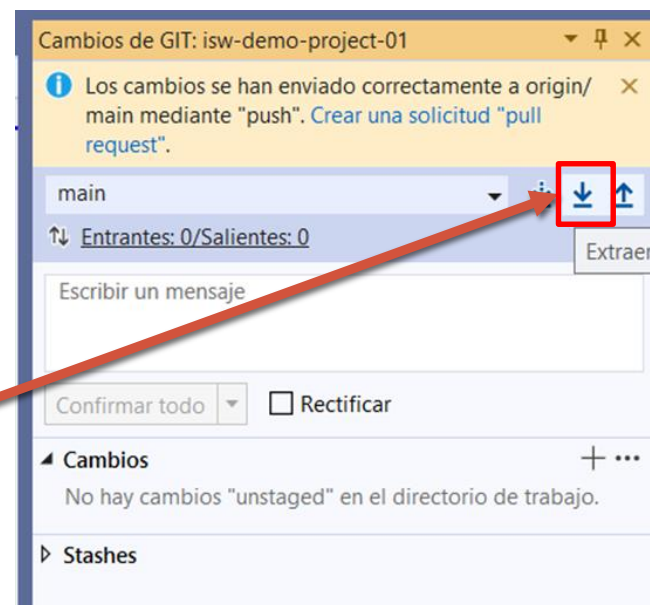 Cambios de GIT: isw-demo-project-01
Los cambios se han enviado correctamente a origin/
main mediante "push". Crear una solicitud "pull
request".
main
Entrantes: 0/Salientes: 0
Extraer
Escribir un mensaje
Confirmar todo
Rectificar
Cambios
No hay cambios "unstaged" en el directorio de trabajo.
Stashes